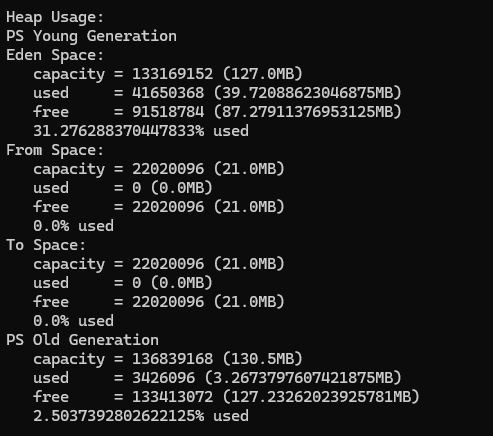 Heap Usage:
PS Young Generation
Eden Space:
   capacity = 133169152 (127.0MB)
   used     = 41650368 (39.72088623046875MB)
   free     = 91518784 (87.27911376953125MB)
   31.276288370447833% used
From Space:
   capacity = 22020096 (21.0MB)
   used     = 0 (0.0MB)
   free     = 22020096 (21.0MB)
   0.0% used
To Space:
   capacity = 22020096 (21.0MB)
   used     = 0 (0.0MB)
   free     = 22020096 (21.0MB)
   0.0% used
PS Old Generation
   capacity = 136839168 (130.5MB)
   used     = 3426096 (3.2673797607421875MB)
   free     = 133413072 (127.23262023925781MB)
   2.5037392802622125% used